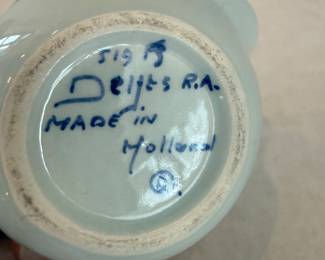 519
Delfts R.A.
MADE in
Holland